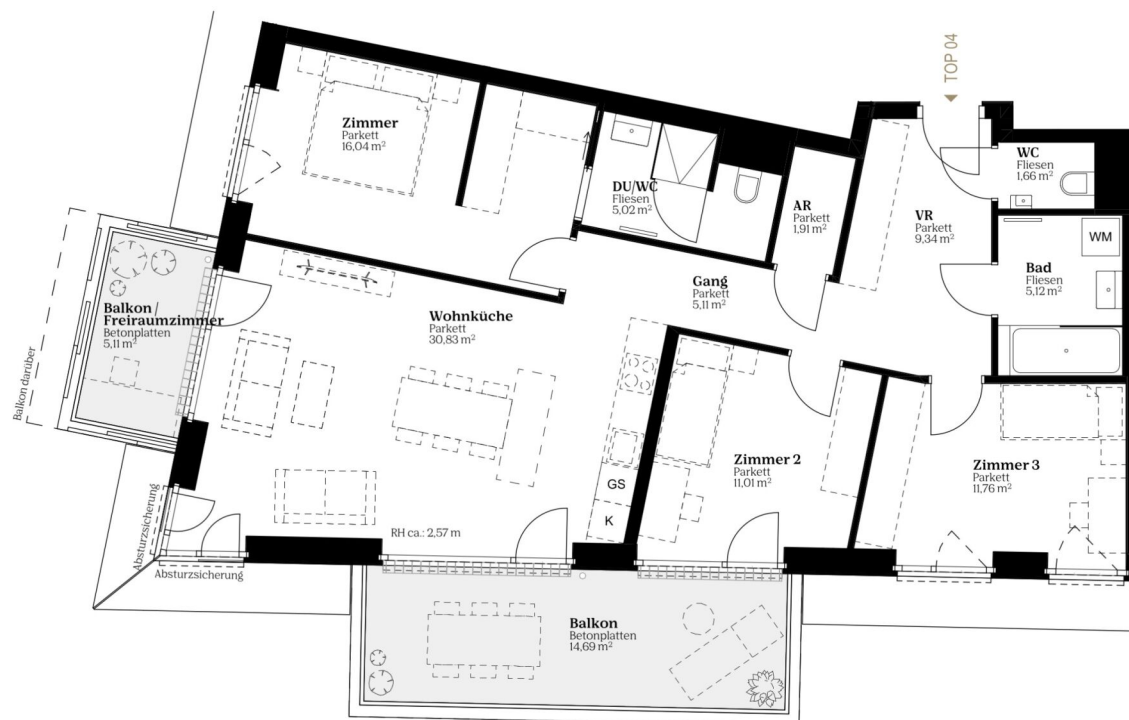 TOP 04
Zimmer
Parkett
16,04 m²
DU/WC
Fliesen
5,02 m²
AR
Parkett
1,91 m²
VR
Parkett
9,34 m²
WC
Fliesen
1,66 m²
WM
Bad
Fliesen
5,12 m²
Gang
Parkett
5,11 m²
Balkon /
Freiraumzimmer
Betonplatten
5,11 m²
Balkon darüber
Wohnküche
Parkett
30,83 m²
Zimmer 2
Parkett
11,01 m²
Zimmer 3
Parkett
11,76 m²
GS
K
RH ca.: 2,57 m
Absturzsicherung
Absturzsicherung
Balkon
Betonplatten
14,69 m²